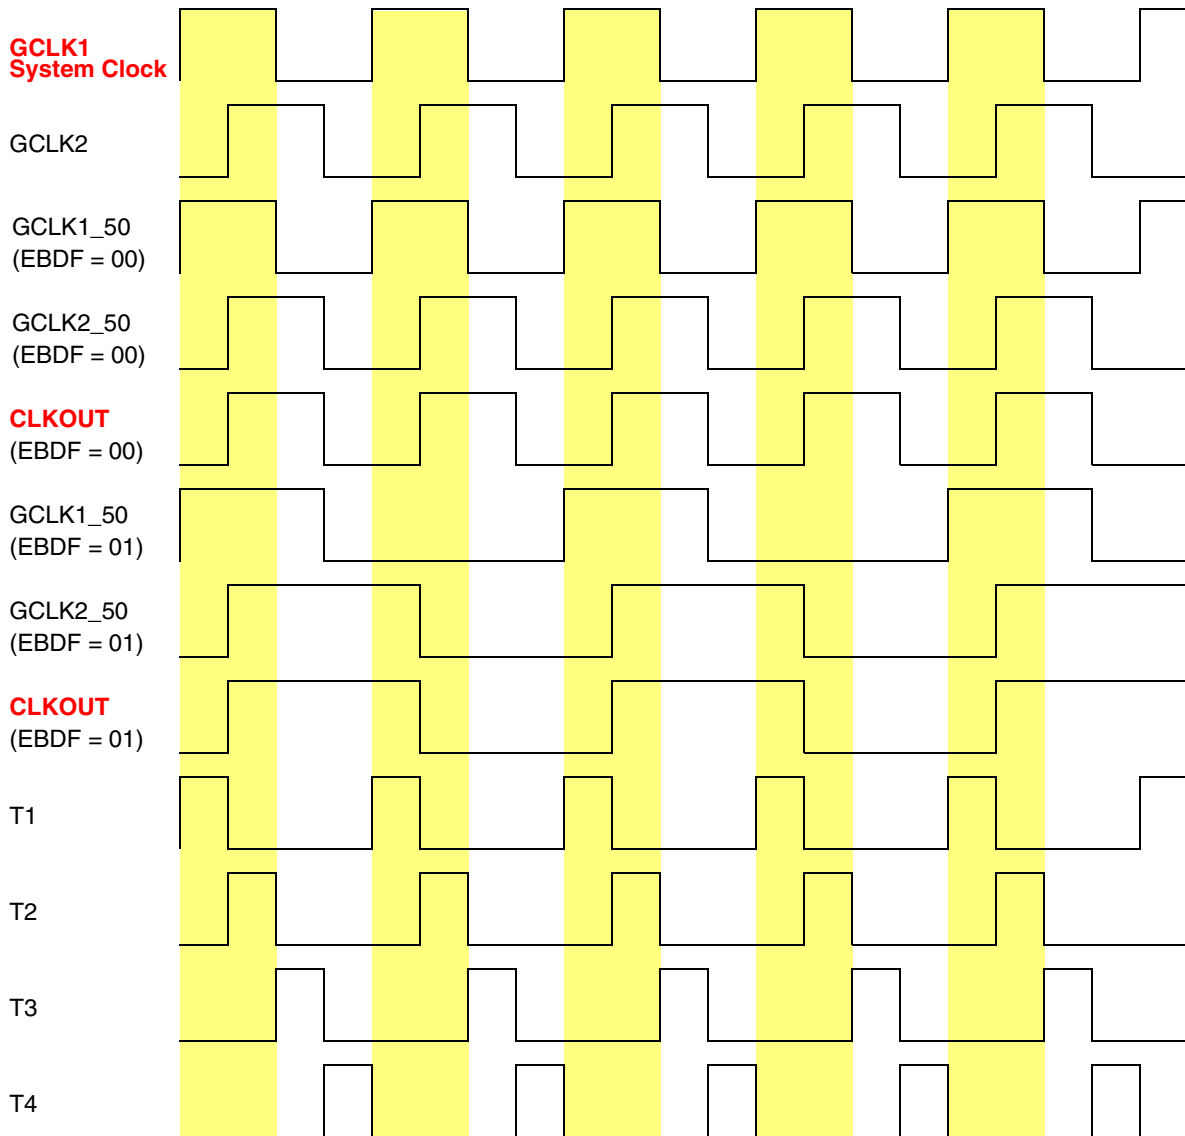 GCLK1
System Clock
GCLK2
GCLK1_50
(EBDF = 00)
GCLK2_50
(EBDF = 00)
CLKOUT
(EBDF = 00)
GCLK1_50
(EBDF = 01)
GCLK2_50
(EBDF = 01)
CLKOUT
(EBDF = 01)
T1
T2
T3
T4